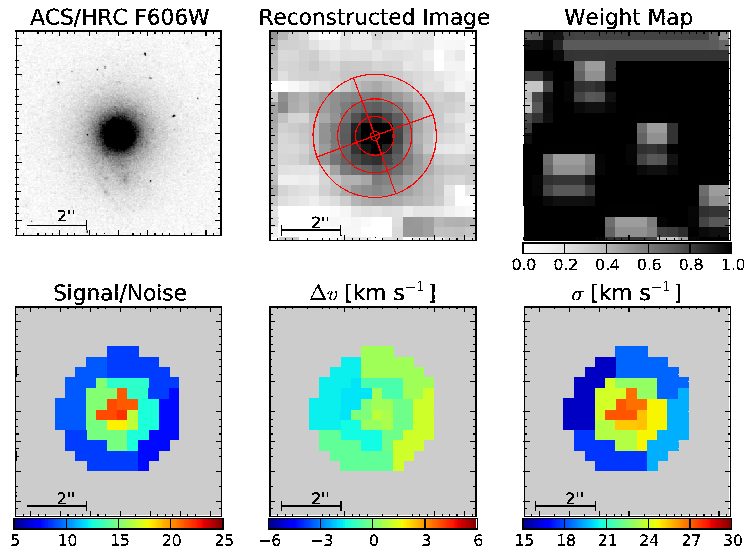 ACS/HRC F606W Reconstructed Image Weight Map
2" 2"
0.0 0.2 0.4 0.6 0.8 1.0
Signal/Noise Δv [km s⁻¹] σ [km s⁻¹]
2" 2" 2"
5 10 15 20 25 −6 −3 0 3 6 15 18 21 24 27 30